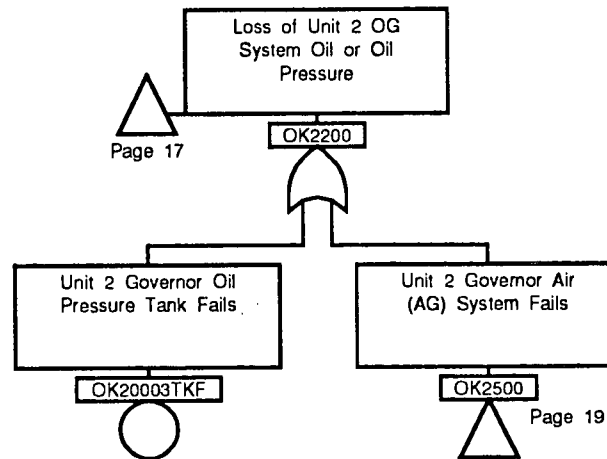 Loss of Unit 2 OG
System Oil or Oil
Pressure
Page 17
OK2200
Unit 2 Governor Oil
Pressure Tank Fails
Unit 2 Governor Air
(AG) System Fails
OK20003TKF
OK2500
Page 19